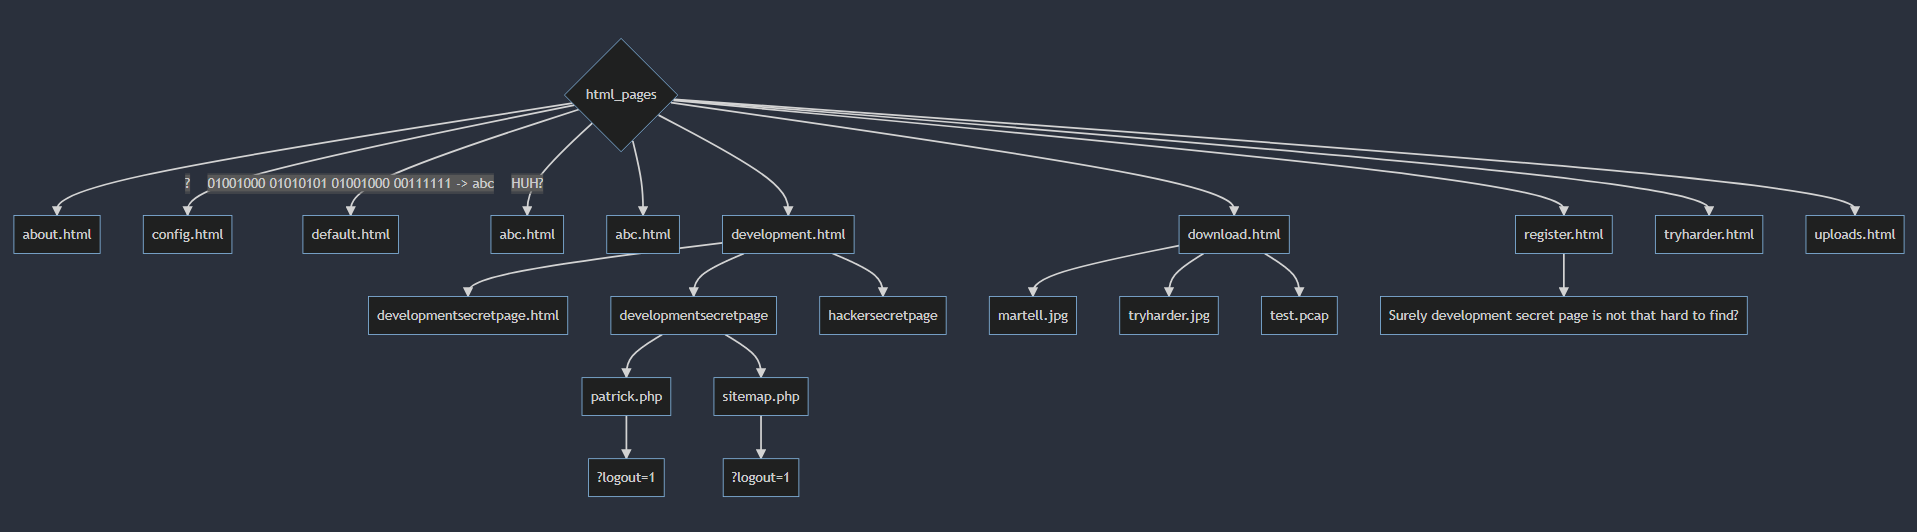 html_pages
?
01001000 01010101 01001000 00111111 -> abc
HUH?
about.html
config.html
default.html
abc.html
abc.html
development.html
download.html
register.html
tryharder.html
uploads.html
developmentsecretpage.html
developmentsecretpage
hackersecretpage
martell.jpg
tryharder.jpg
test.pcap
Surely development secret page is not that hard to find?
patrick.php
sitemap.php
?logout=1
?logout=1